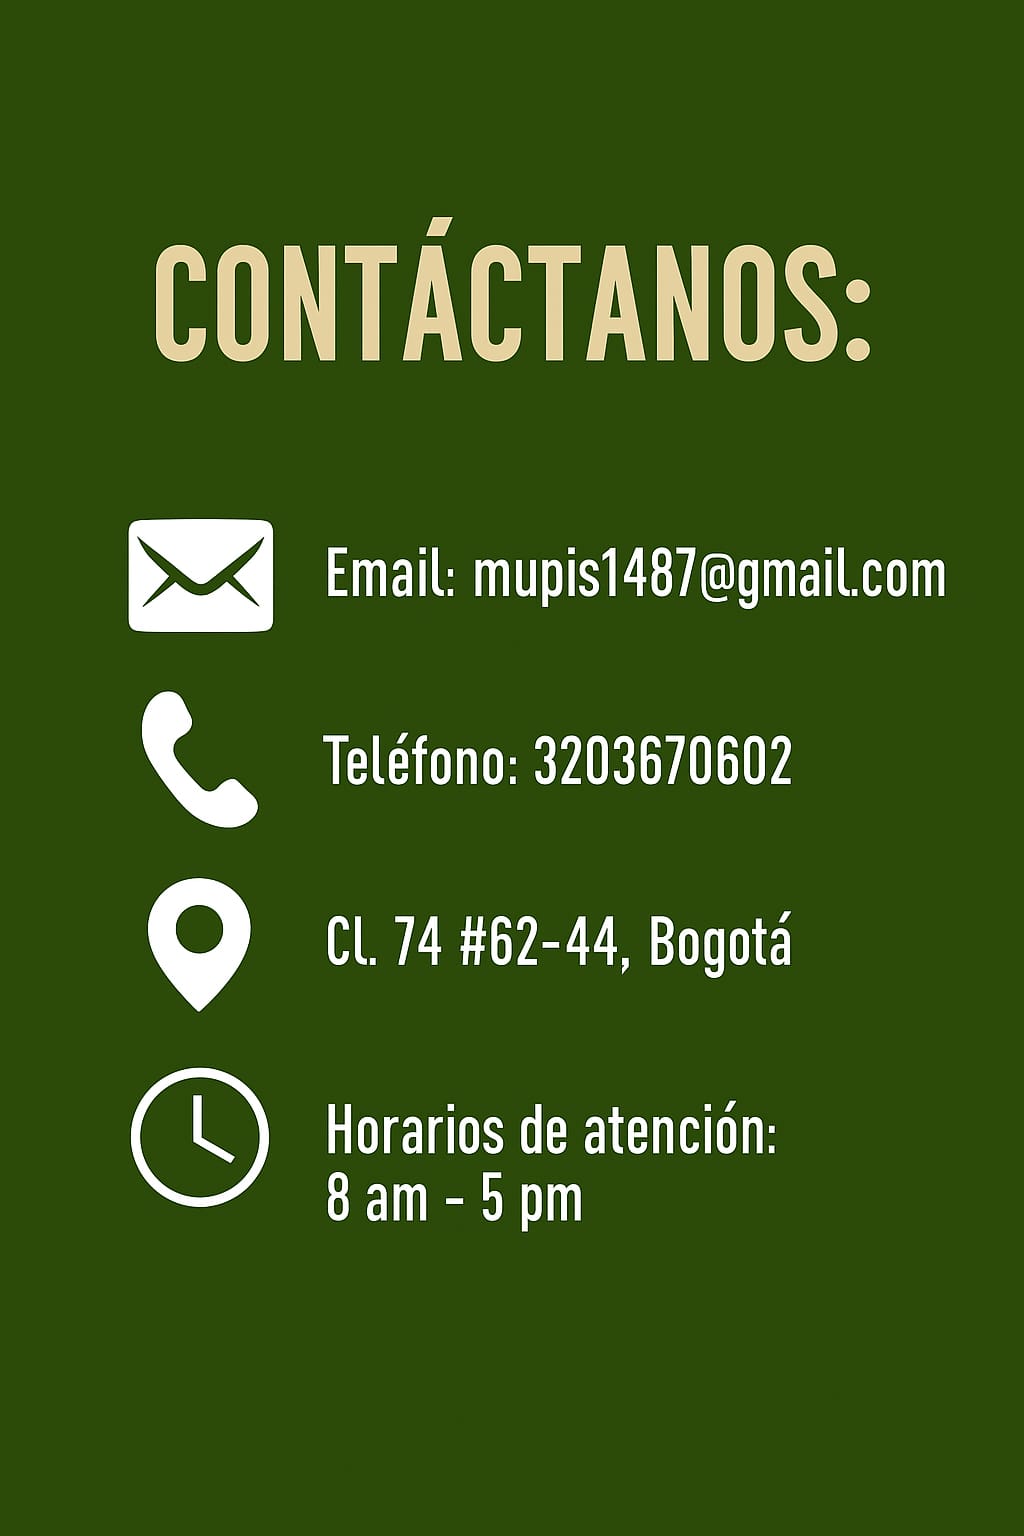 CONTÁCTANOS:
Email: mupis1487@gmail.com
Teléfono: 3203670602
Cl. 74 #62-44, Bogotá
Horarios de atención:
8 am - 5 pm